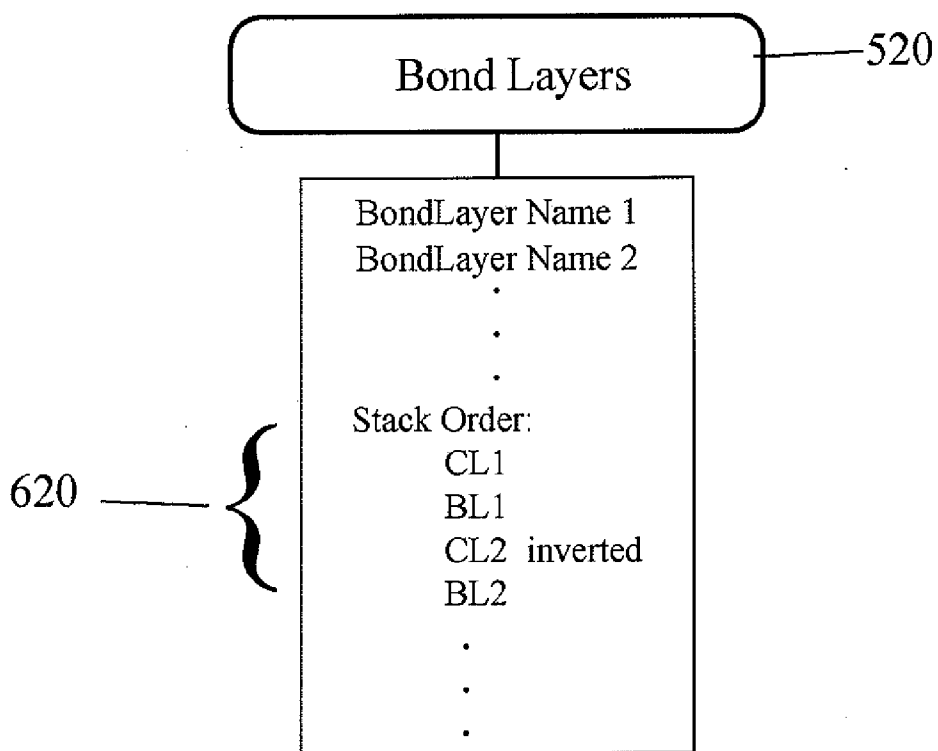 Bond Layers
520
BondLayer Name 1
BondLayer Name 2
.
.
.
Stack Order:
620
CL1
BL1
CL2 inverted
BL2
.
.
.